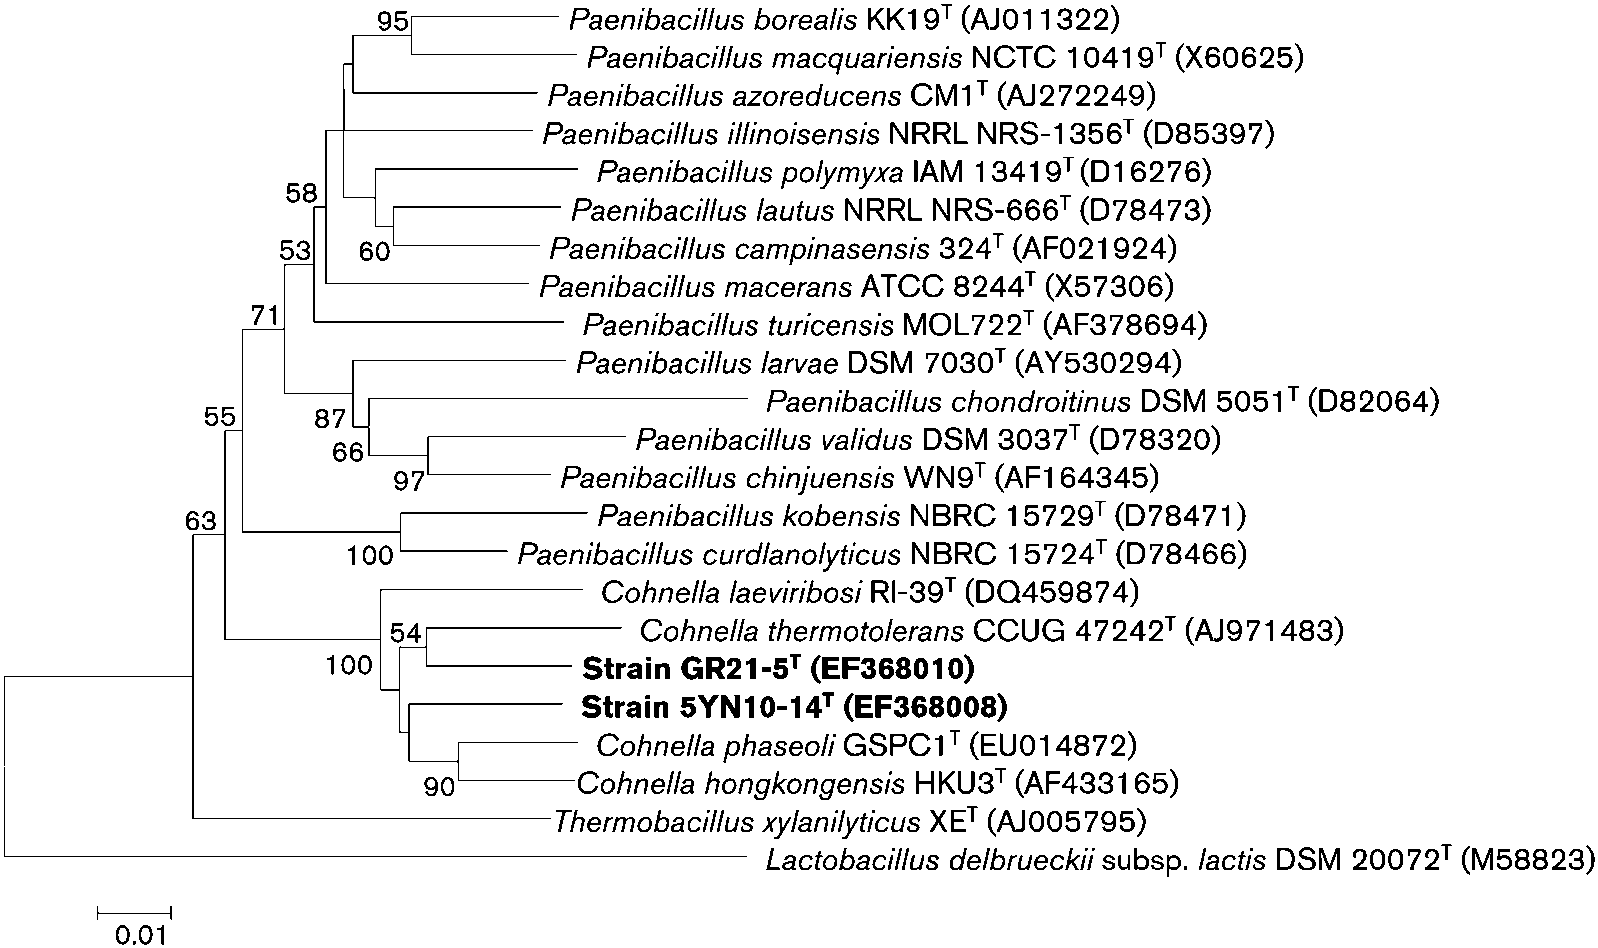 95 Paenibacillus borealis KK19T (AJ011322)
Paenibacillus macquariensis NCTC 10419T (X60625)
Paenibacillus azoreducens CM1T (AJ272249)
Paenibacillus illinoisensis NRRL NRS-1356T (D85397)
Paenibacillus polymyxa IAM 13419T (D16276)
58
Paenibacillus lautus NRRL NRS-666T (D78473)
53 60 Paenibacillus campinasensis 324T (AF021924)
Paenibacillus macerans ATCC 8244T (X57306)
71 Paenibacillus turicensis MOL722T (AF378694)
Paenibacillus larvae DSM 7030T (AY530294)
Paenibacillus chondroitinus DSM 5051T (D82064)
55 87
Paenibacillus validus DSM 3037T (D78320)
66
97 Paenibacillus chinjuensis WN9T (AF164345)
63 Paenibacillus kobensis NBRC 15729T (D78471)
100 Paenibacillus curdlanolyticus NBRC 15724T (D78466)
Cohnella laeviribosi RI-39T (DQ459874)
54 Cohnella thermotolerans CCUG 47242T (AJ971483)
100 Strain GR21-5T (EF368010)
Strain 5YN10-14T (EF368008)
Cohnella phaseoli GSPC1T (EU014872)
90 Cohnella hongkongensis HKU3T (AF433165)
Thermobacillus xylanilyticus XET (AJ005795)
Lactobacillus delbrueckii subsp. lactis DSM 20072T (M58823)
0.01